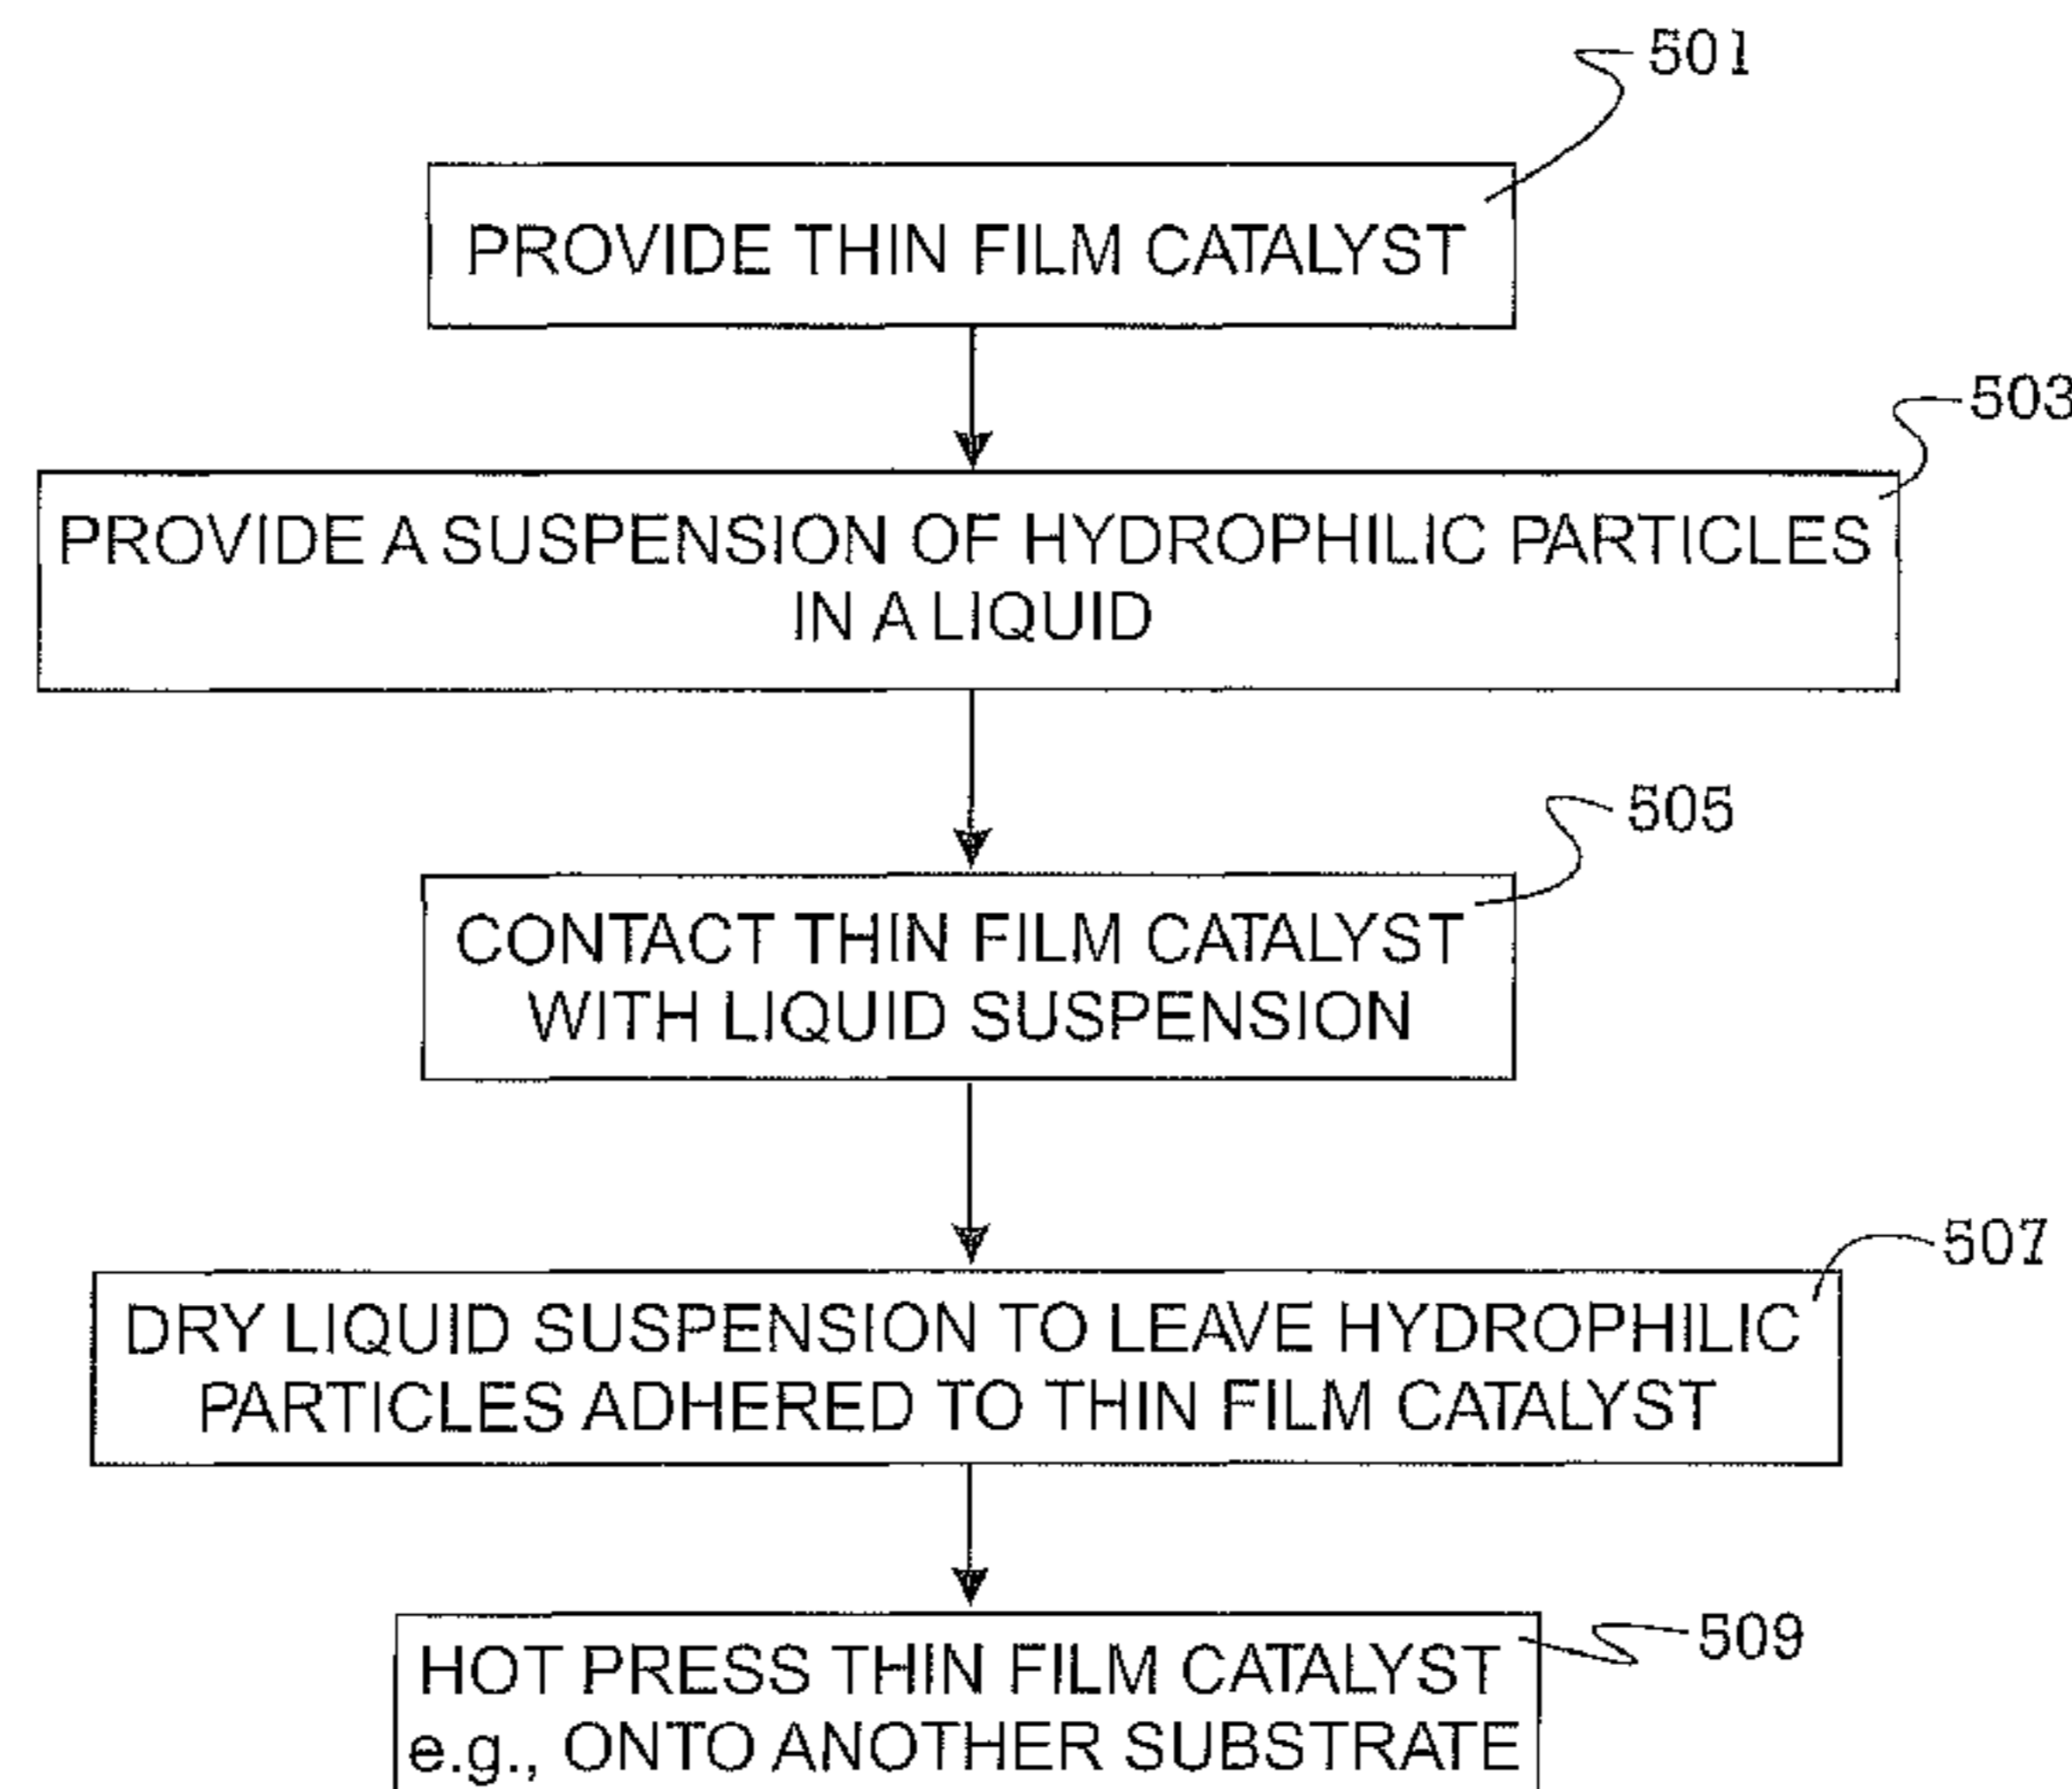 501
PROVIDE THIN FILM CATALYST
503
PROVIDE A SUSPENSION OF HYDROPHILIC PARTICLES
IN A LIQUID
505
CONTACT THIN FILM CATALYST
WITH LIQUID SUSPENSION
507
DRY LIQUID SUSPENSION TO LEAVE HYDROPHILIC
PARTICLES ADHERED TO THIN FILM CATALYST
509
HOT PRESS THIN FILM CATALYST
e.g., ONTO ANOTHER SUBSTRATE